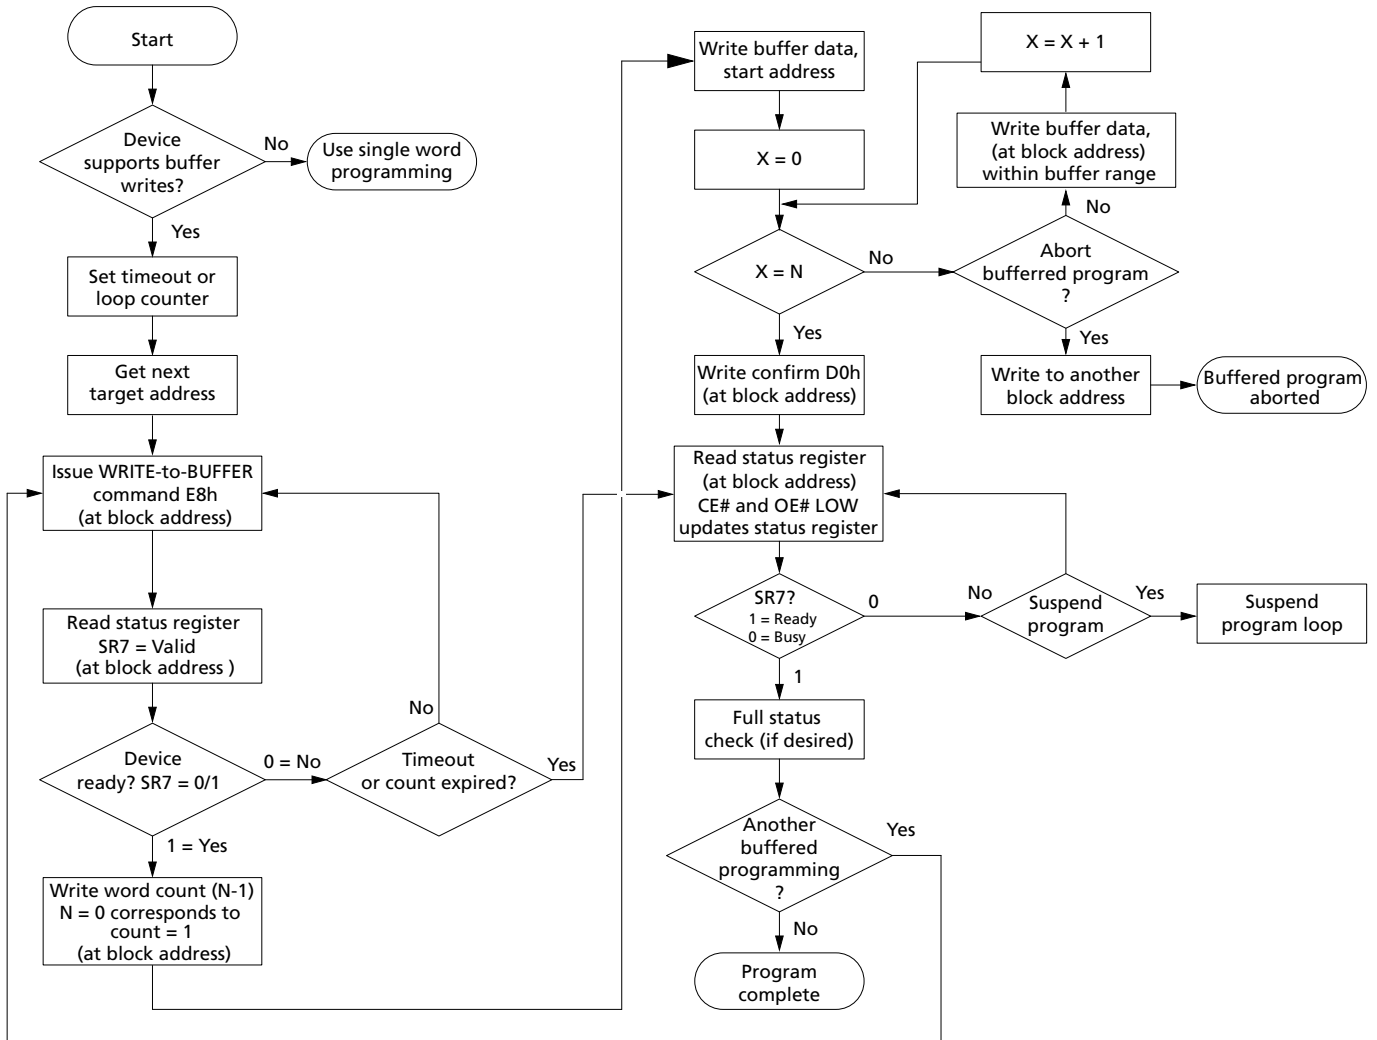 Start
Device
supports buffer
writes?
No
Use single word
programming
Yes
Set timeout or
loop counter
Get next
target address
Issue WRITE-to-BUFFER
command E8h
(at block address)
Read status register
SR7 = Valid
(at block address )
Device
ready? SR7 = 0/1
0 = No
Timeout
or count expired?
No
Yes
1 = Yes
Write word count (N-1)
N = 0 corresponds to
count = 1
(at block address)
Write buffer data,
start address
X = 0
X = N
No
Abort
bufferred program
?
No
Write buffer data,
(at block address)
within buffer range
X = X + 1
Yes
Write to another
block address
Buffered program
aborted
Yes
Write confirm D0h
(at block address)
Read status register
(at block address)
CE# and OE# LOW
updates status register
SR7?
1 = Ready
0 = Busy
0
No
Suspend
program
Yes
Suspend
program loop
1
Full status
check (if desired)
Another
buffered
programming
?
Yes
No
Program
complete